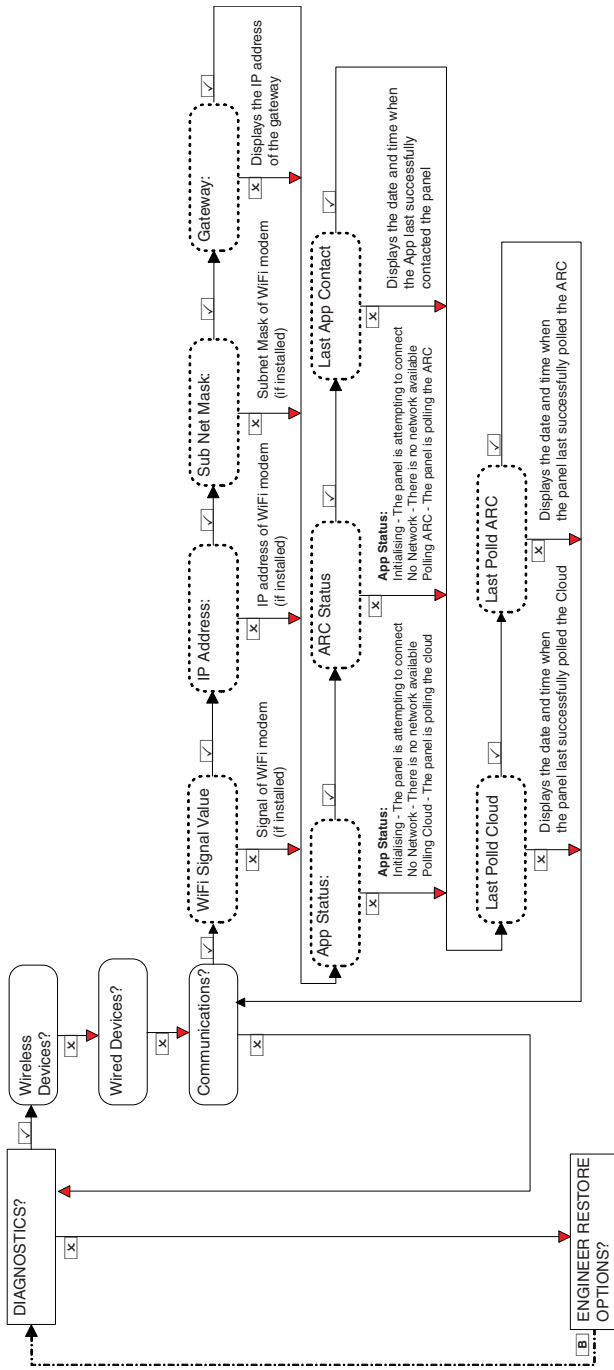 DIAGNOSTICS?
✓
Wireless
Devices?
✗
Wired Devices?
✗
Communications?
✓
WiFi Signal Value
✓
IP Address:
✓
Sub Net Mask:
✓
Gateway:
✓
✗
Signal of WiFi modem
(if installed)
✗
IP address of WiFi modem
(if installed)
✗
Subnet Mask of WiFi modem
(if installed)
✗
Displays the IP address
of the gateway
✗
App Status:
✓
ARC Status
✓
Last App Contact
✓
✗
App Status:
Initialising - The panel is attempting to connect
No Network - There is no network available
Polling Cloud - The panel is polling the cloud
✗
App Status:
Initialising - The panel is attempting to connect
No Network - There is no network available
Polling ARC - The panel is polling the ARC
✗
Displays the date and time when
the App last successfully
contacted the panel
Last Polld Cloud
✓
Last Polld ARC
✓
✗
Displays the date and time when
the panel last successfully polled the Cloud
✗
Displays the date and time when
the panel last successfully polled the ARC
✗
B
ENGINEER RESTORE
OPTIONS?